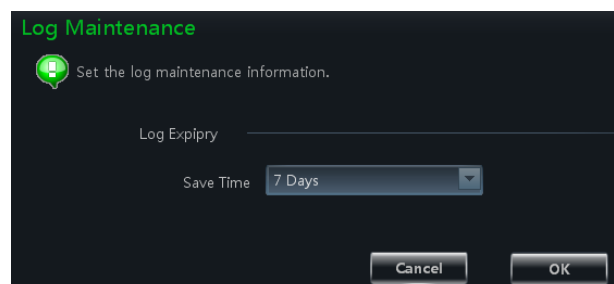 Log Maintenance
Set the log maintenance information.
Log Expipry
Save Time 7 Days
Cancel OK